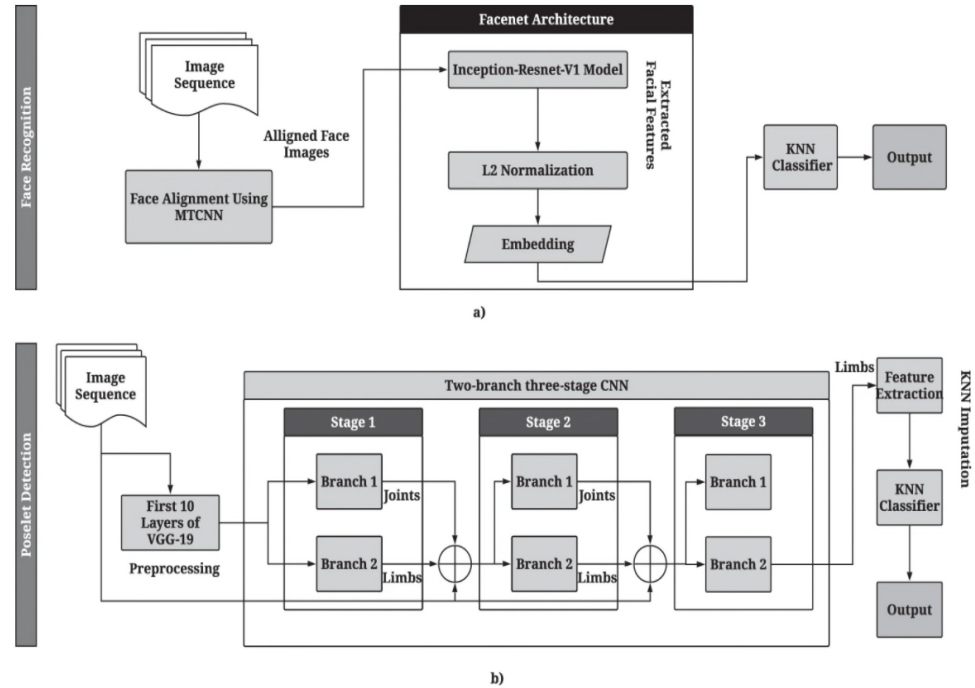 Face Recognition
Image
Sequence
Face Alignment Using
MTCNN
Alligned Face
Images
Facenet Architecture
Inception-Resnet-V1 Model
L2 Normalization
Embedding
Extracted
Facial Features
KNN
Classifier
Output
a)
Poselet Detection
Image
Sequence
First 10
Layers of
VGG-19
Preprocessing
Two-branch three-stage CNN
Stage 1
Branch 1
Joints
Branch 2
Limbs
Stage 2
Branch 1
Joints
Branch 2
Limbs
Stage 3
Branch 1
Branch 2
Limbs
Feature
Extraction
KNN
Classifier
Output
KNN Imputation
b)